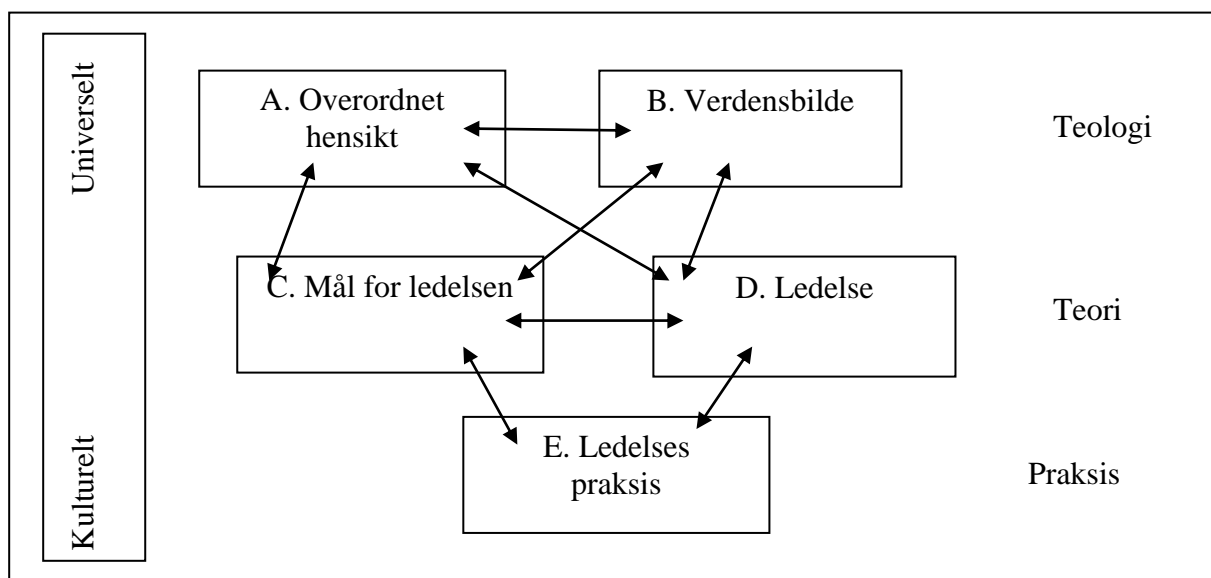 Universelt
A. Overordnet
hensikt
B. Verdensbilde
Teologi
C. Mål for ledelsen
D. Ledelse
Teori
Kulturelt
E. Ledelses
praksis
Praksis